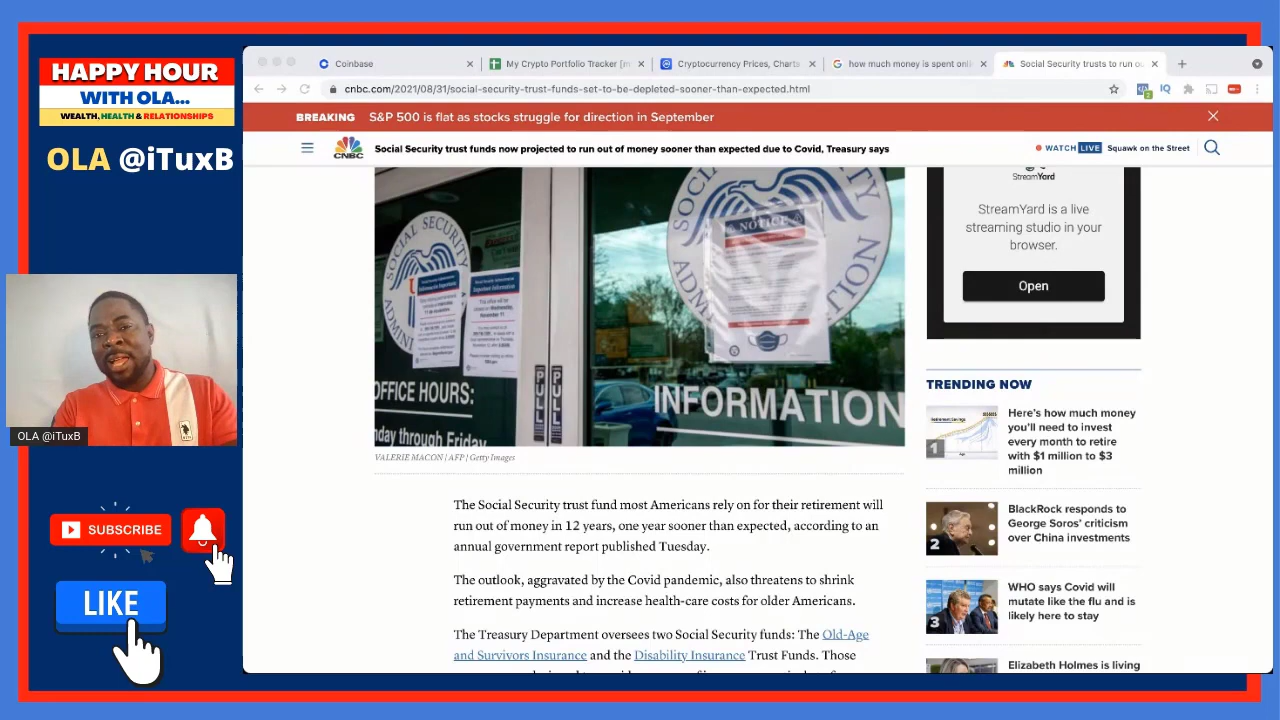 HAPPY HOUR
WITH OLA...
WEALTH, HEALTH & RELATIONSHIPS
OLA @iTuxB
OLA @iTuxB
SUBSCRIBE
LIKE
Coinbase
My Crypto Portfolio Tracker [m
Cryptocurrency Prices, Charts
how much money is spent onli
Social Security trusts to run ou
cnbc.com/2021/08/31/social-security-trust-funds-set-to-be-depleted-sooner-than-expected.html
IQ
BREAKING S&P 500 is flat as stocks struggle for direction in September
CNBC
Social Security trust funds now projected to run out of money sooner than expected due to Covid, Treasury says
WATCH LIVE Squawk on the Street
SOCIAL SECURITY
ADMI
NOTICE
OFFICE HOURS:
nday through Friday
PULL
PULL
SOCIAL SECURITY
ADMINISTRATION
INFORMATION
VALERIE MACON | AFP | Getty Images
The Social Security trust fund most Americans rely on for their retirement will
run out of money in 12 years, one year sooner than expected, according to an
annual government report published Tuesday.
The outlook, aggravated by the Covid pandemic, also threatens to shrink
retirement payments and increase health-care costs for older Americans.
The Treasury Department oversees two Social Security funds: The Old-Age
and Survivors Insurance and the Disability Insurance Trust Funds. Those
StreamYard
StreamYard is a live
streaming studio in your
browser.
Open
TRENDING NOW
1
Here's how much money
you'll need to invest
every month to retire
with $1 million to $3
million
2
BlackRock responds to
George Soros' criticism
over China investments
3
WHO says Covid will
mutate like the flu and is
likely here to stay
Elizabeth Holmes is living